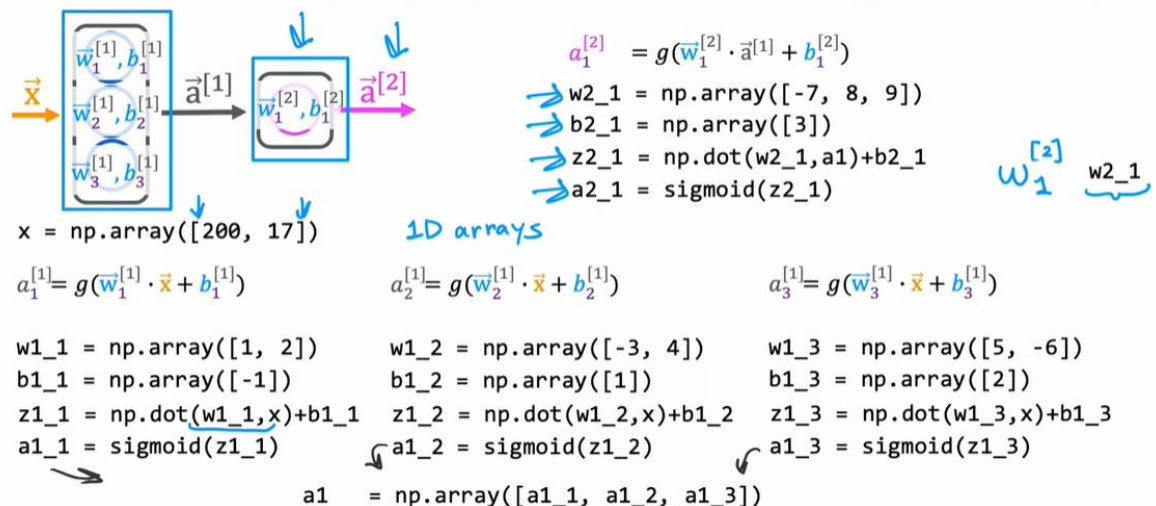 w⃗₁^[1], b₁^[1]
x⃗ w⃗₂^[1], b₂^[1] a⃗^[1] w⃗₁^[2], b₁^[2] a⃗^[2]
w⃗₃^[1], b₃^[1]
a₁^[2] = g(w⃗₁^[2] · a⃗^[1] + b₁^[2])
w2_1 = np.array([-7, 8, 9])
b2_1 = np.array([3])
z2_1 = np.dot(w2_1,a1)+b2_1
a2_1 = sigmoid(z2_1)
w₁^[2] w2_1
x = np.array([200, 17]) 1D arrays
a₁^[1]= g(w⃗₁^[1] · x⃗ + b₁^[1])
w1_1 = np.array([1, 2])
b1_1 = np.array([-1])
z1_1 = np.dot(w1_1,x)+b1_1
a1_1 = sigmoid(z1_1)
a₂^[1]= g(w⃗₂^[1] · x⃗ + b₂^[1])
w1_2 = np.array([-3, 4])
b1_2 = np.array([1])
z1_2 = np.dot(w1_2,x)+b1_2
a1_2 = sigmoid(z1_2)
a₃^[1]= g(w⃗₃^[1] · x⃗ + b₃^[1])
w1_3 = np.array([5, -6])
b1_3 = np.array([2])
z1_3 = np.dot(w1_3,x)+b1_3
a1_3 = sigmoid(z1_3)
a1 = np.array([a1_1, a1_2, a1_3])